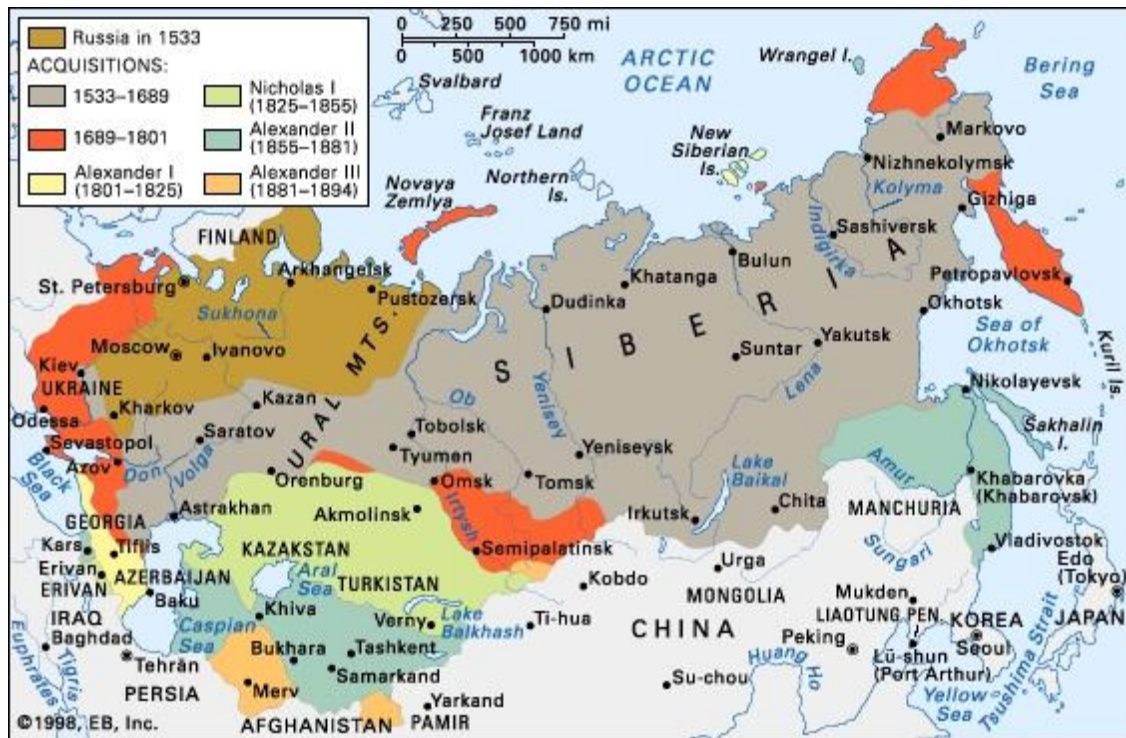 Russia in 1533
ACQUISITIONS:
1533–1689
1689–1801
Alexander I
(1801–1825)
Nicholas I
(1825–1855)
Alexander II
(1855–1881)
Alexander III
(1881–1894)
0 250 500 750 mi
0 500 1000 km
ARCTIC
OCEAN
Wrangel I.
Bering
Sea
Svalbard
Franz
Josef Land
Northern
Is.
New
Siberian
Is.
Novaya
Zemlya
Markovo
Nizhnekolymsk
Kolyma
Gizhiga
Indigirka
Sashiversk
FINLAND
St. Petersburg
Arkhangelsk
Pustozersk
Sukhona
Moscow
Ivanovo
Kiev
UKRAINE
Kharkov
Odessa
Sevastopol
Azov
Black
Sea
Don
Volga
Kazan
Saratov
URAL MTS.
SIBERIA
Khatanga
Dudinka
Bulun
Petropavlovsk
Okhotsk
Sea of
Okhotsk
Kuril Is.
Yakutsk
Suntar
Lena
Ob
Yenisey
Nikolayevsk
Sakhalin
I.
Tobolsk
Tyumen
Yeniseysk
Orenburg
Omsk
Tomsk
Irtysh
Lake
Baikal
Amur
Khabarovka
(Khabarovsk)
Astrakhan
Akmolinsk
Irkutsk
Chita
MANCHURIA
Sungari
GEORGIA
Kars
Tiflis
Erivan
ERIVAN
AZERBAIJAN
Baku
KAZAKSTAN
Aral
Sea
TURKISTAN
Semipalatinsk
Kobdo
Urga
MONGOLIA
Vladivostok
Edo
(Tokyo)
Mukden
LIAOTUNG PEN.
KOREA
JAPAN
IRAQ
Baghdad
Caspian
Sea
Khiva
Verny
Lake
Balkhash
Ti-hua
CHINA
Peking
Seoul
Lü-shun
(Port Arthur)
Tsushima Strait
Euphrates
Tigris
Tehrān
PERSIA
Bukhara
Tashkent
Samarkand
Merv
AFGHANISTAN
Yarkand
PAMIR
Su-chou
Huang Ho
Yellow
Sea
©1998, EB, Inc.